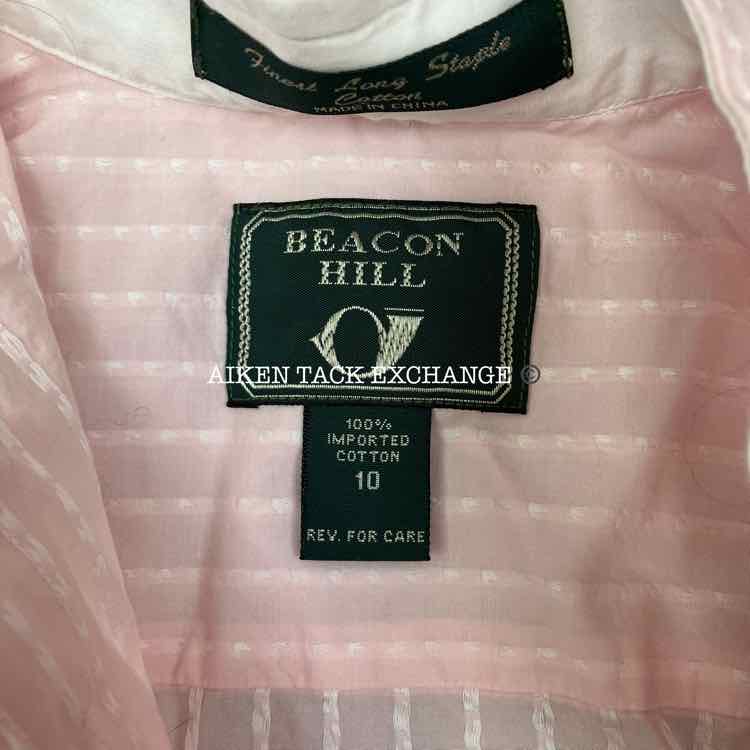 Finest Long Staple
Cotton
MADE IN CHINA
BEACON
HILL
AIKEN TACK EXCHANGE ©
100%
IMPORTED
COTTON
10
REV. FOR CARE